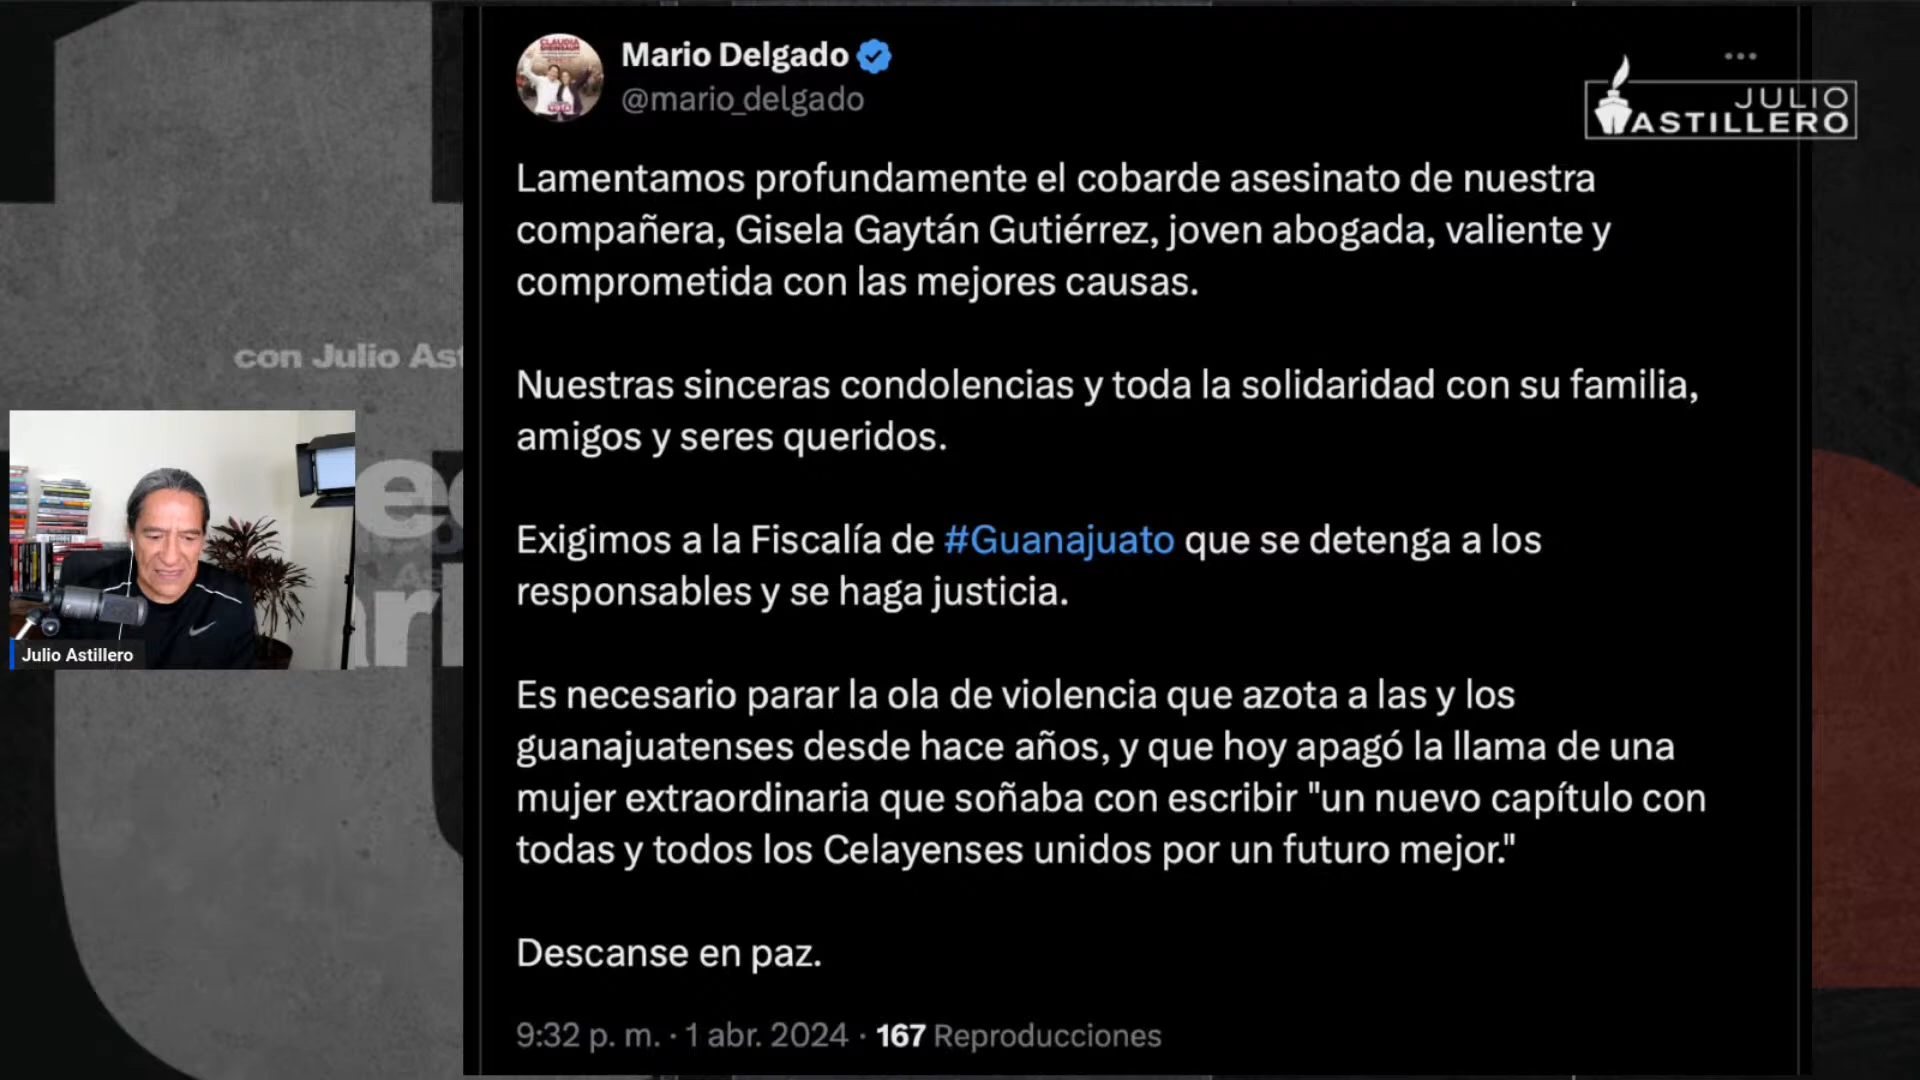 Mario Delgado
@mario_delgado
JULIO
ASTILLERO
Lamentamos profundamente el cobarde asesinato de nuestra
compañera, Gisela Gaytán Gutiérrez, joven abogada, valiente y
comprometida con las mejores causas.
Nuestras sinceras condolencias y toda la solidaridad con su familia,
amigos y seres queridos.
Exigimos a la Fiscalía de #Guanajuato que se detenga a los
responsables y se haga justicia.
Es necesario parar la ola de violencia que azota a las y los
guanajuatenses desde hace años, y que hoy apagó la llama de una
mujer extraordinaria que soñaba con escribir "un nuevo capítulo con
todas y todos los Celayenses unidos por un futuro mejor."
Descanse en paz.
9:32 p. m. · 1 abr. 2024 · 167 Reproducciones
con Julio Ast
Julio Astillero